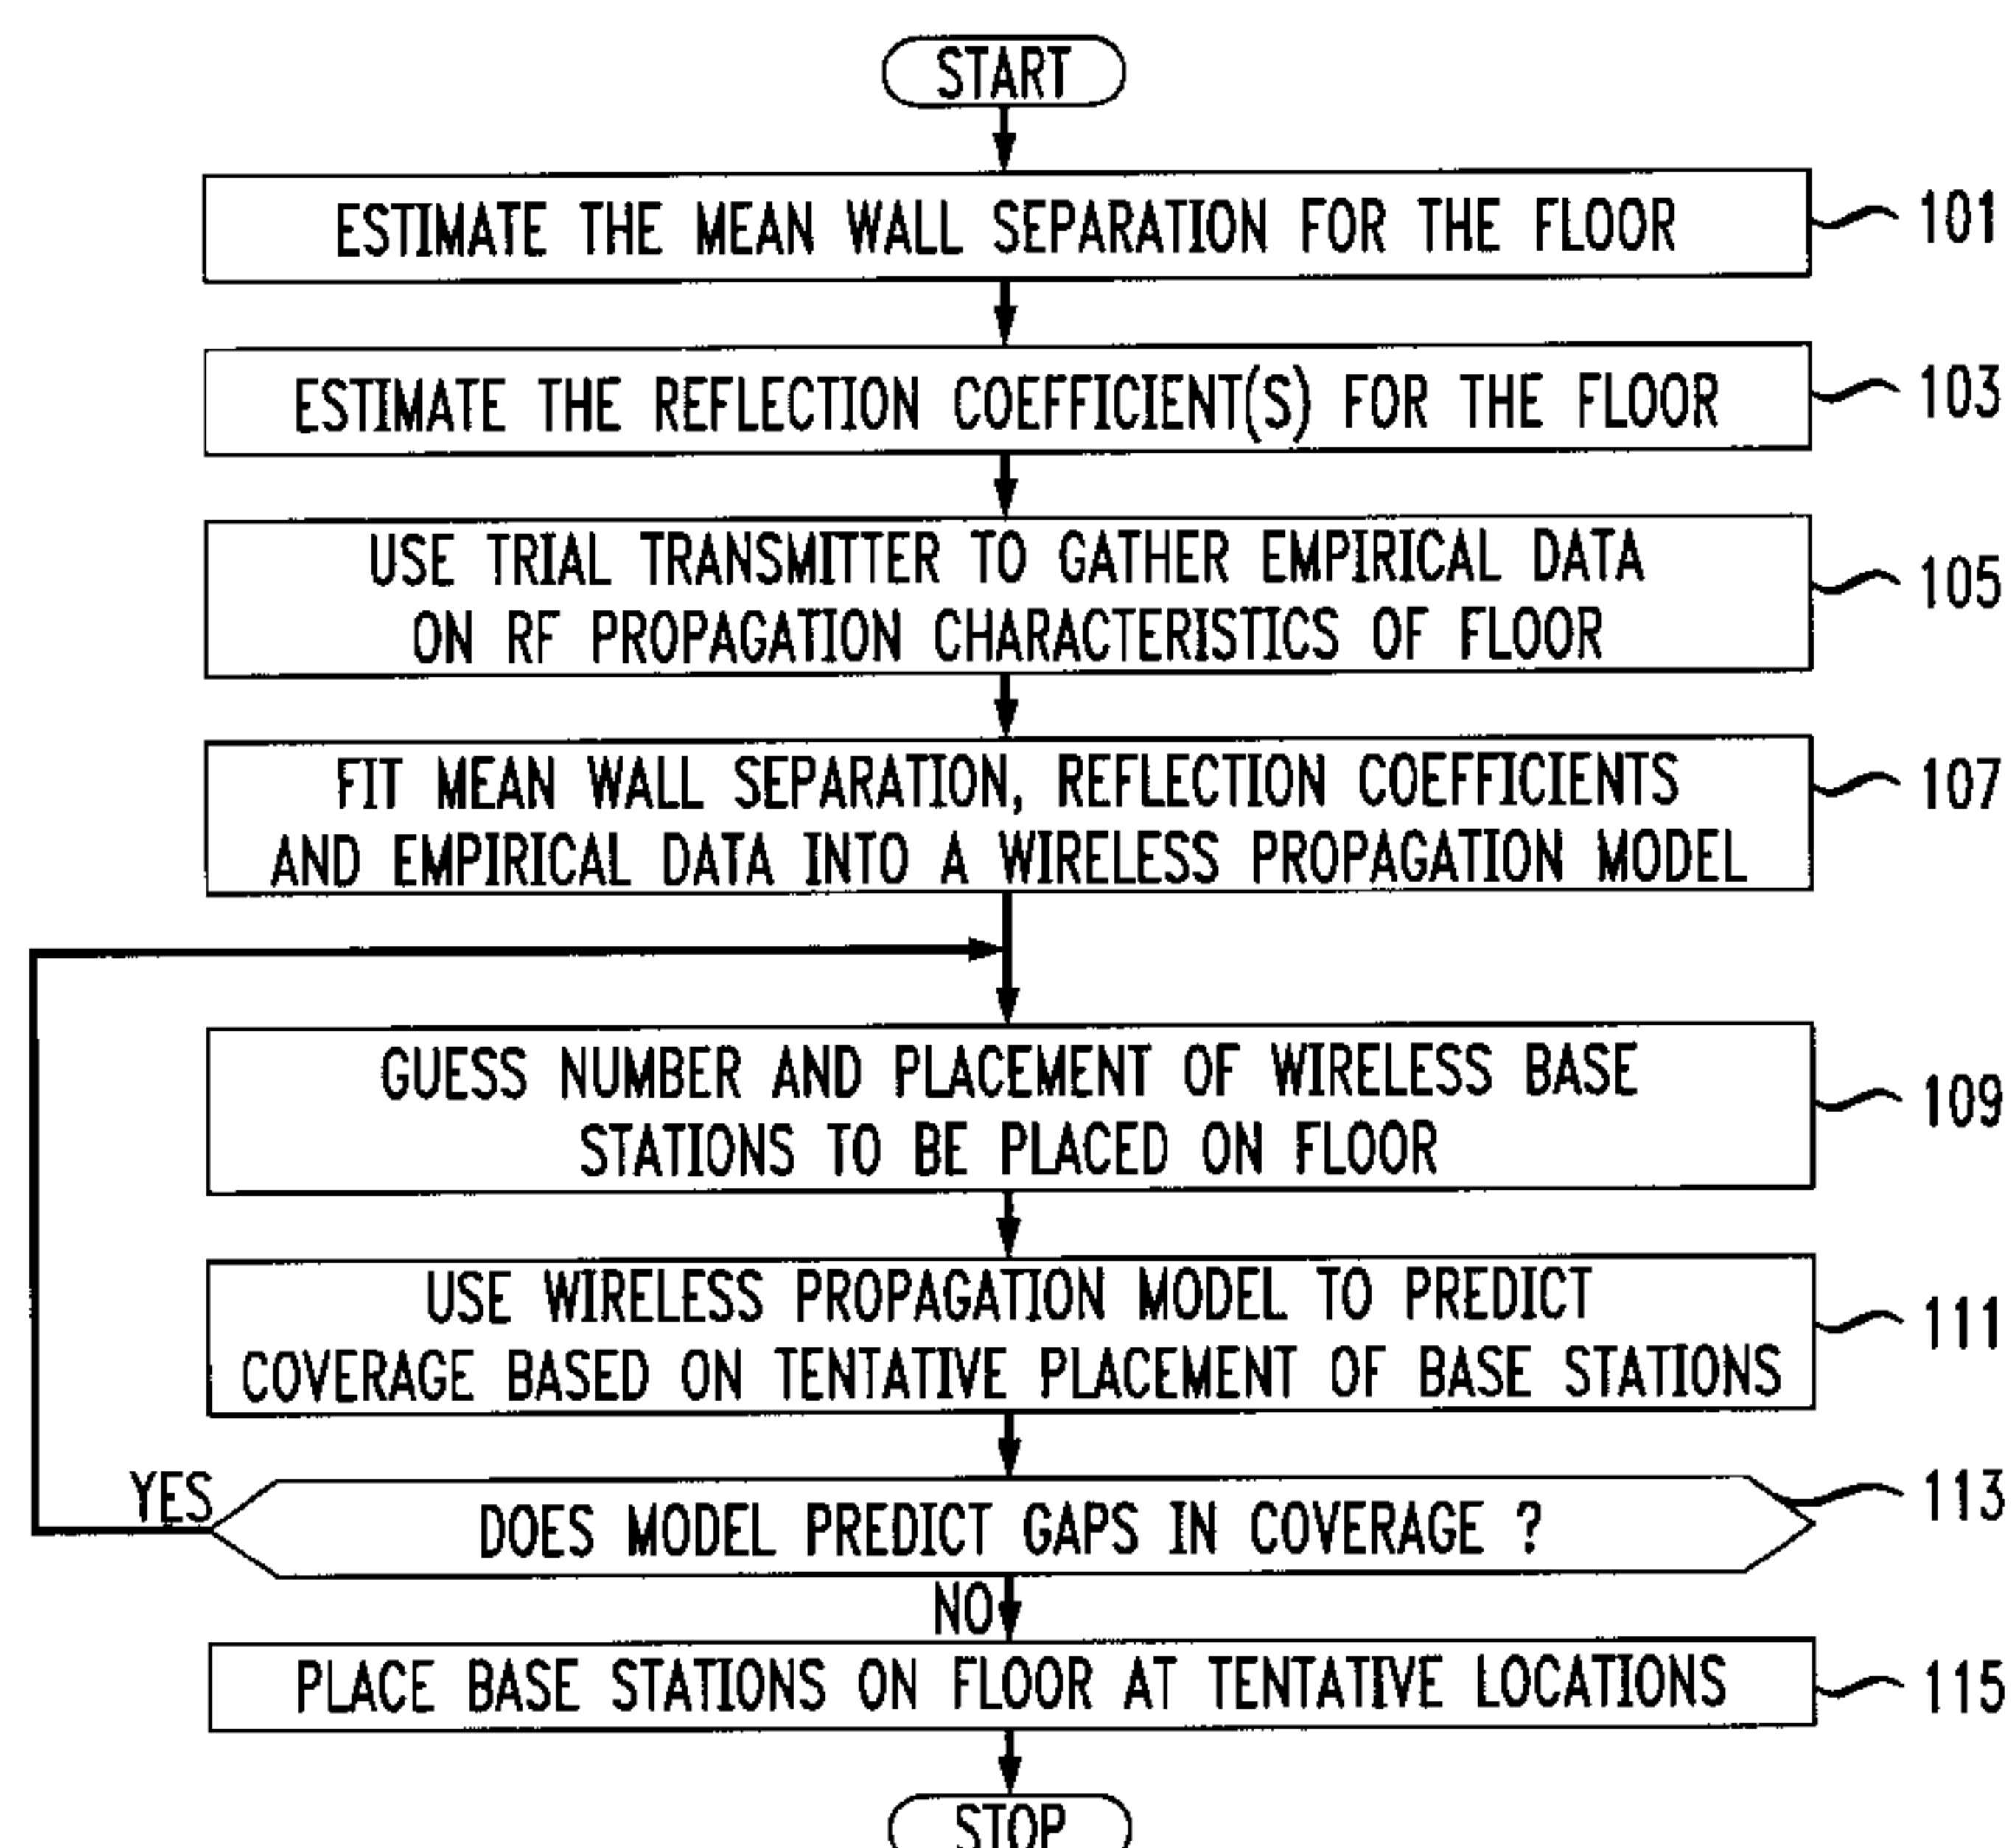 START
ESTIMATE THE MEAN WALL SEPARATION FOR THE FLOOR
101
ESTIMATE THE REFLECTION COEFFICIENT(S) FOR THE FLOOR
103
USE TRIAL TRANSMITTER TO GATHER EMPIRICAL DATA
ON RF PROPAGATION CHARACTERISTICS OF FLOOR
105
FIT MEAN WALL SEPARATION, REFLECTION COEFFICIENTS
AND EMPIRICAL DATA INTO A WIRELESS PROPAGATION MODEL
107
GUESS NUMBER AND PLACEMENT OF WIRELESS BASE
STATIONS TO BE PLACED ON FLOOR
109
USE WIRELESS PROPAGATION MODEL TO PREDICT
COVERAGE BASED ON TENTATIVE PLACEMENT OF BASE STATIONS
111
YES
DOES MODEL PREDICT GAPS IN COVERAGE ?
113
NO
PLACE BASE STATIONS ON FLOOR AT TENTATIVE LOCATIONS
115
STOP